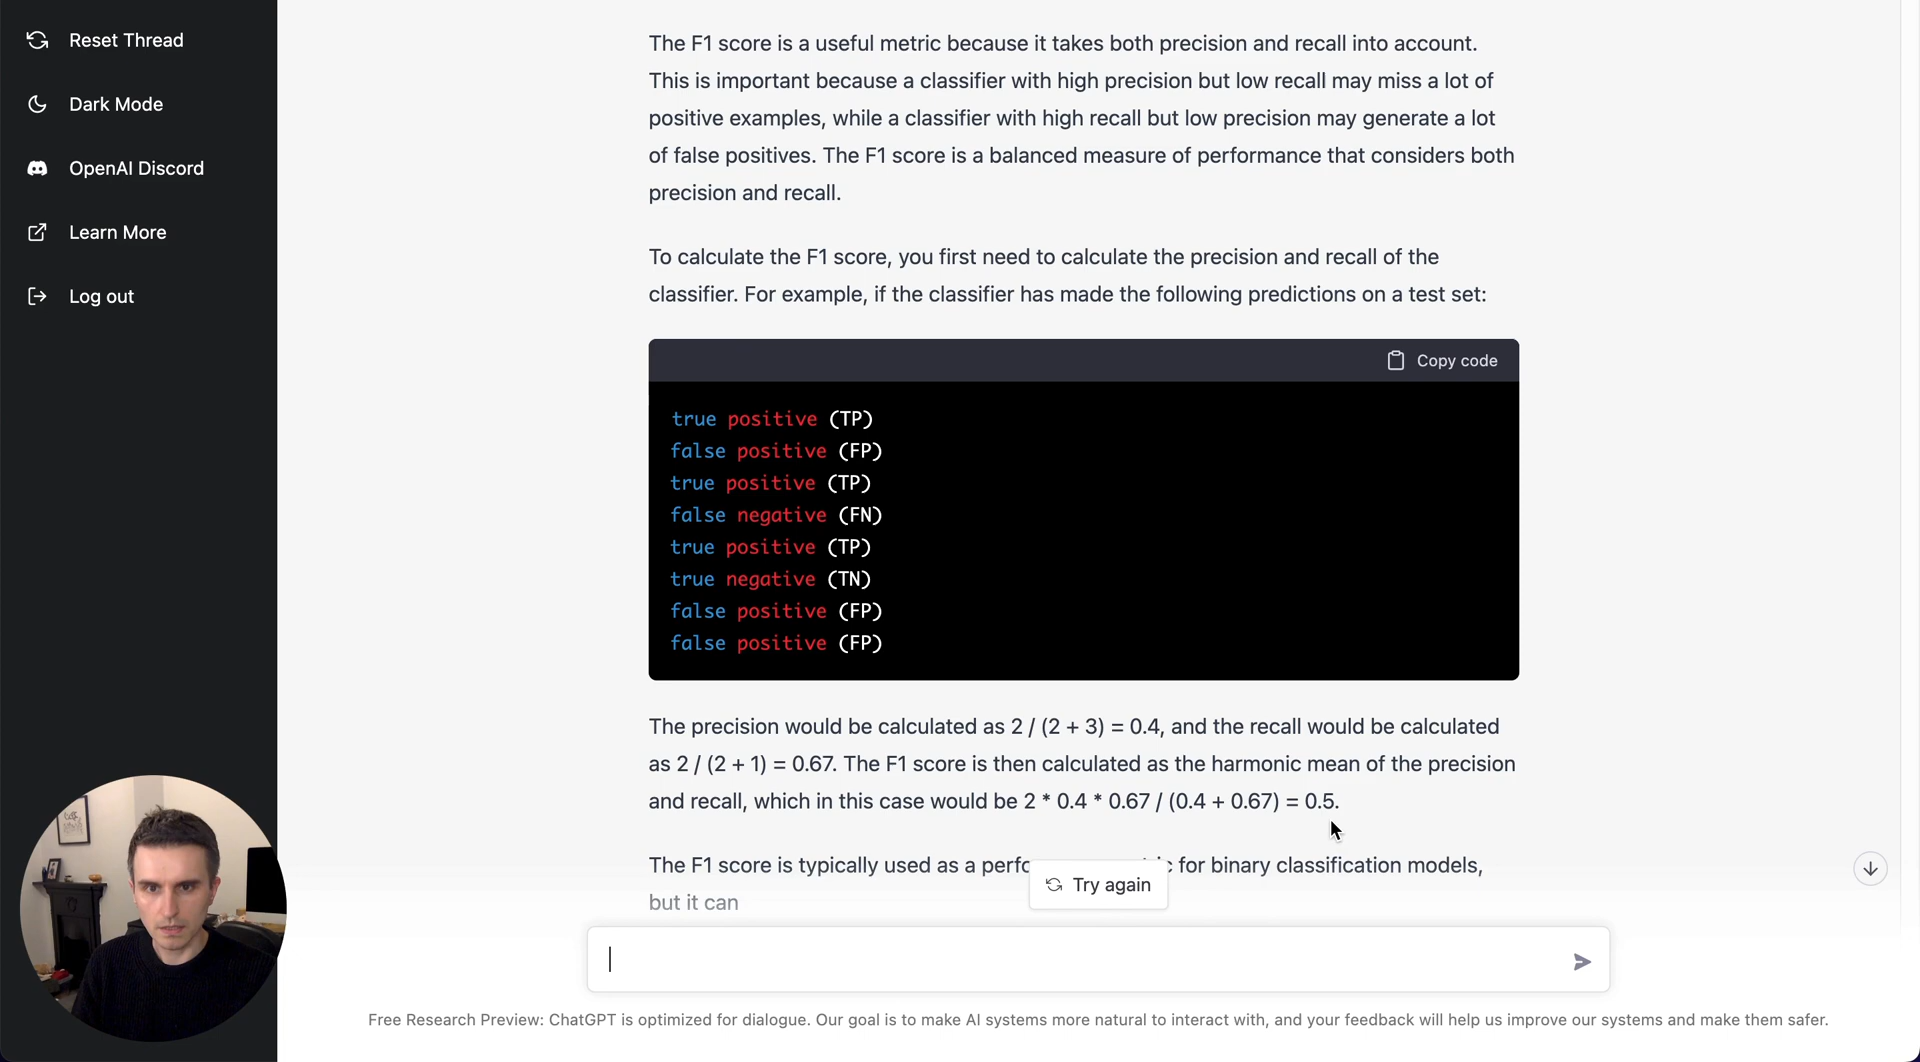 Reset Thread
Dark Mode
OpenAI Discord
Learn More
Log out
The F1 score is a useful metric because it takes both precision and recall into account.
This is important because a classifier with high precision but low recall may miss a lot of
positive examples, while a classifier with high recall but low precision may generate a lot
of false positives. The F1 score is a balanced measure of performance that considers both
precision and recall.
To calculate the F1 score, you first need to calculate the precision and recall of the
classifier. For example, if the classifier has made the following predictions on a test set:
Copy code
true positive (TP)
false positive (FP)
true positive (TP)
false negative (FN)
true positive (TP)
true negative (TN)
false positive (FP)
false positive (FP)
The precision would be calculated as 2 / (2 + 3) = 0.4, and the recall would be calculated
as 2 / (2 + 1) = 0.67. The F1 score is then calculated as the harmonic mean of the precision
and recall, which in this case would be 2 * 0.4 * 0.67 / (0.4 + 0.67) = 0.5.
The F1 score is typically used as a for binary classification models,
but it can
Try again
Free Research Preview: ChatGPT is optimized for dialogue. Our goal is to make AI systems more natural to interact with, and your feedback will help us improve our systems and make them safer.